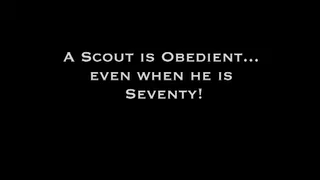 A Scout is Obedient...
even when he is
Seventy!